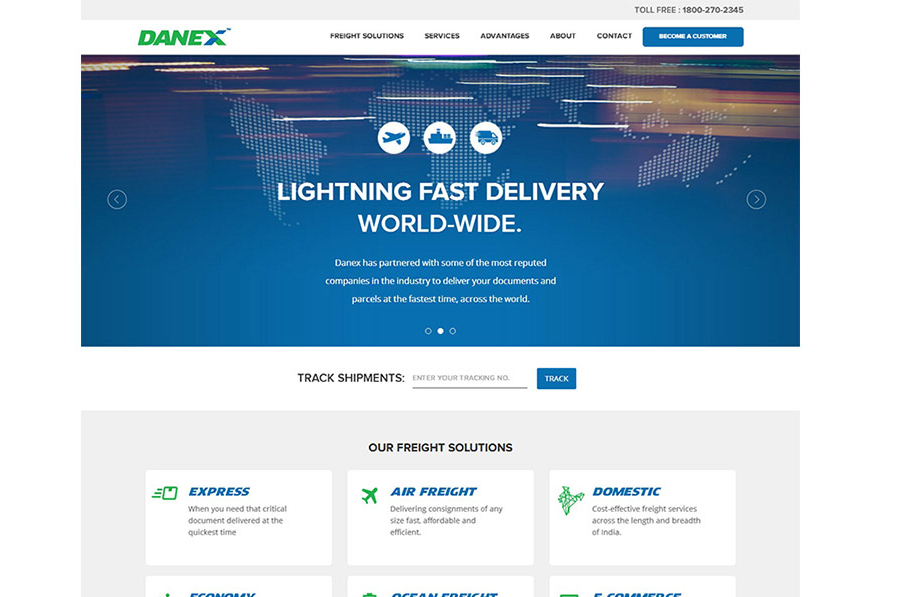 TOLL FREE : 1800-270-2345
DANEX™
FREIGHT SOLUTIONS SERVICES ADVANTAGES ABOUT CONTACT BECOME A CUSTOMER
LIGHTNING FAST DELIVERY
WORLD-WIDE.
Danex has partnered with some of the most reputed
companies in the industry to deliver your documents and
parcels at the fastest time, across the world.
TRACK SHIPMENTS: ENTER YOUR TRACKING NO. TRACK
OUR FREIGHT SOLUTIONS
EXPRESS
When you need that critical
document delivered at the
quickest time
AIR FREIGHT
Delivering consignments of any
size fast, affordable and
efficient.
DOMESTIC
Cost-effective freight services
across the length and breadth
of India.
ECONOMY
OCEAN FREIGHT
E-COMMERCE